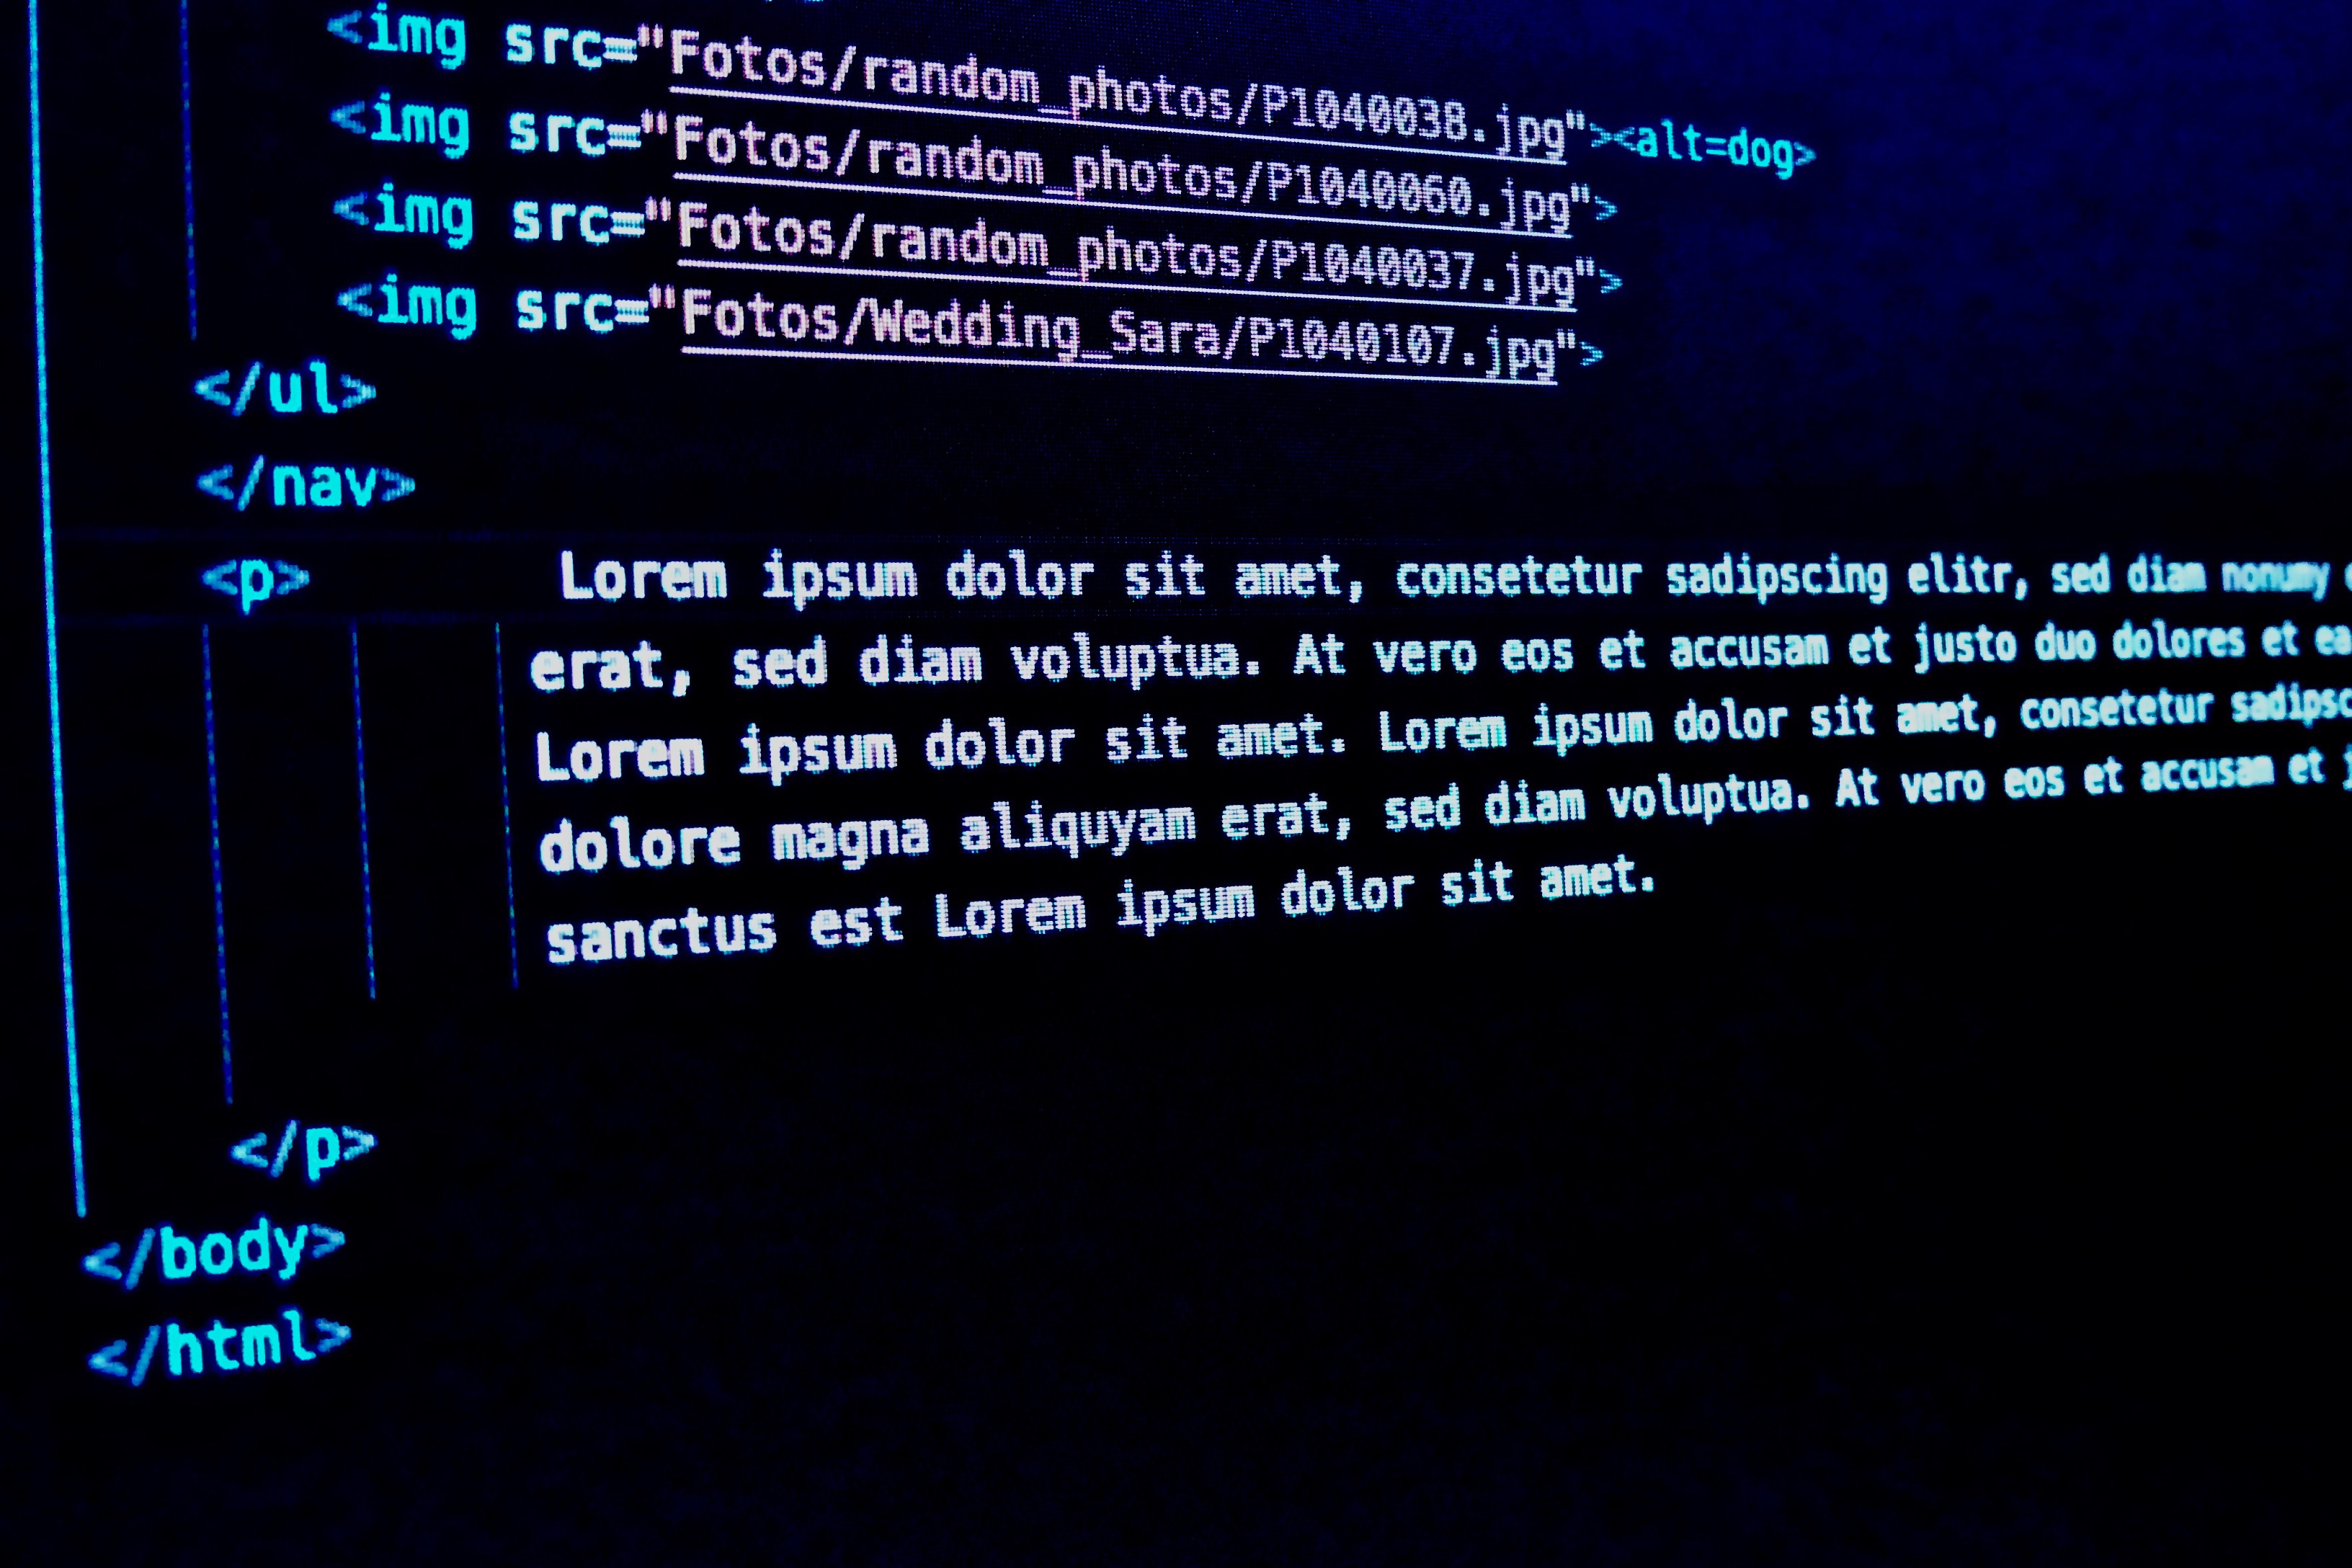 <img src="Fotos/random_photos/P1040038.jpg"><alt=dog>
<img src="Fotos/random_photos/P1040060.jpg">
<img src="Fotos/random_photos/P1040037.jpg">
<img src="Fotos/Wedding_Sara/P1040107.jpg">
</ul>
</nav>
<p> Lorem ipsum dolor sit amet, consetetur sadipscing elitr, sed diam nonumy
erat, sed diam voluptua. At vero eos et accusam et justo duo dolores et ea
Lorem ipsum dolor sit amet. Lorem ipsum dolor sit amet, consetetur sadipsc
dolore magna aliquyam erat, sed diam voluptua. At vero eos et accusam et j
sanctus est Lorem ipsum dolor sit amet.
</p>
</body>
</html>